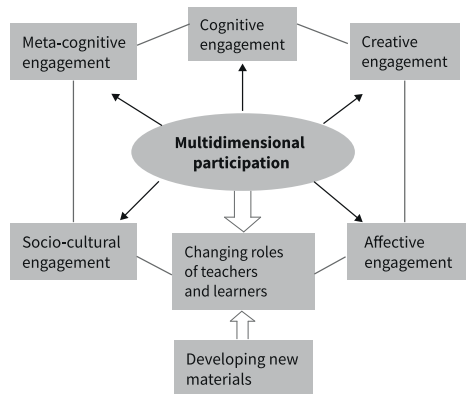 Cognitive
engagement
Meta-cognitive
engagement
Creative
engagement
Multidimensional
participation
Socio-cultural
engagement
Changing roles
of teachers
and learners
Affective
engagement
Developing new
materials